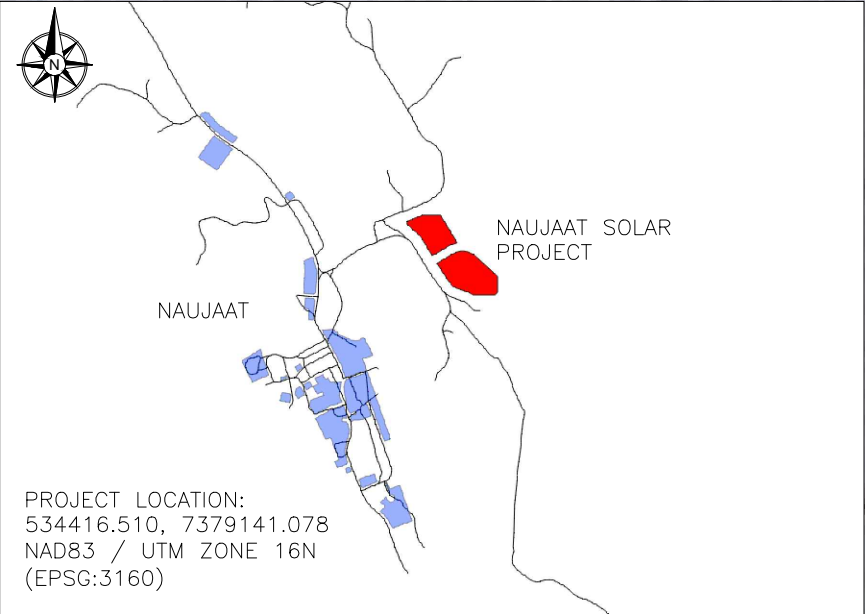 N
NAUJAAT SOLAR
PROJECT
NAUJAAT
PROJECT LOCATION:
534416.510, 7379141.078
NAD83 / UTM ZONE 16N
(EPSG:3160)